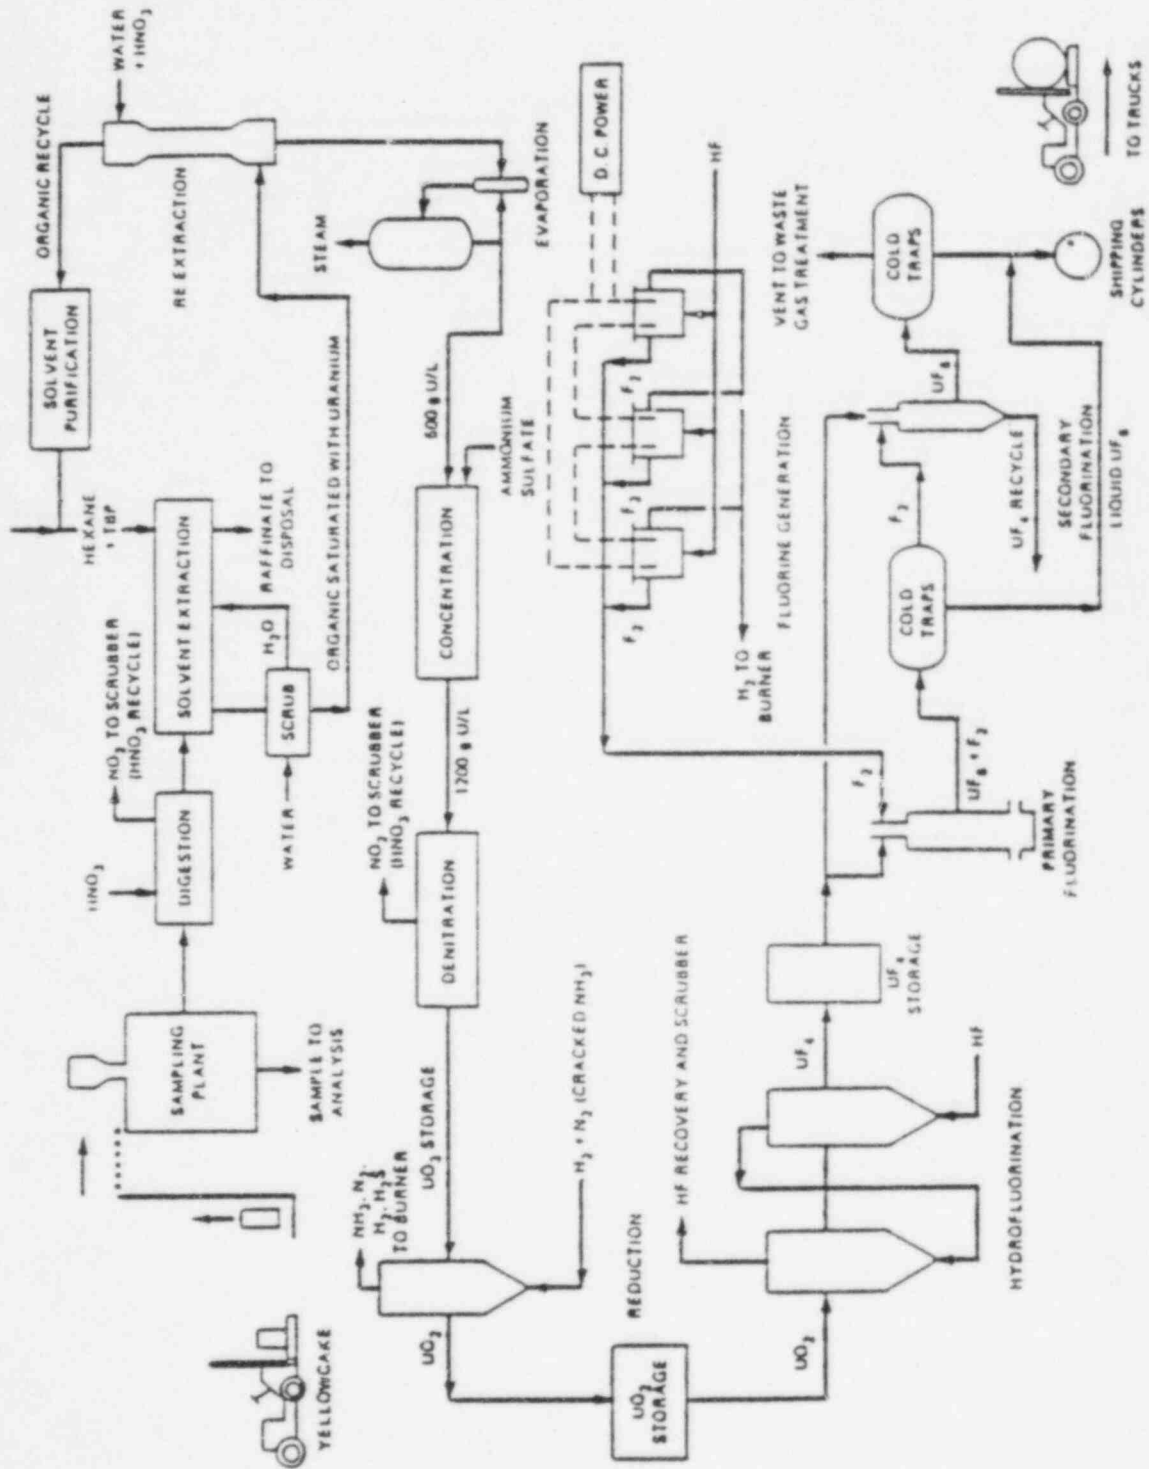 YELLOWCAKE
SAMPLING
PLANT
SAMPLE TO
ANALYSIS
HNO3
DIGESTION
NO2 TO SCRUBBER
(HNO3 RECYCLE)
SOLVENT EXTRACTION
HEXANE
+ TBP
RAFFINATE TO
DISPOSAL
H2O
SCRUB
WATER
ORGANIC SATURATED WITH URANIUM
SOLVENT
PURIFICATION
ORGANIC RECYCLE
WATER
+ HNO3
RE EXTRACTION
STEAM
EVAPORATION
600 g U/L
AMMONIUM
SULFATE
CONCENTRATION
1200 g U/L
NO2 TO SCRUBBER
(HNO3 RECYCLE)
DENITRATION
UO3 STORAGE
NH3, N2,
H2, H2S
TO BURNER
H2 + N2 (CRACKED NH3)
REDUCTION
UO2
UO2
STORAGE
UO2
HF RECOVERY AND SCRUBBER
HYDROFLUORINATION
HF
UF4
UF4
STORAGE
D.C. POWER
HF
F2
F2
F2
FLUORINE GENERATION
H2 TO
BURNER
F2
PRIMARY
FLUORINATION
UF6 + F2
COLD
TRAPS
F2
UF4 RECYCLE
SECONDARY
FLUORINATION
LIQUID UF6
UF6
VENT TO WASTE
GAS TREATMENT
COLD
TRAPS
SHIPPING
CYLINDERS
TO TRUCKS